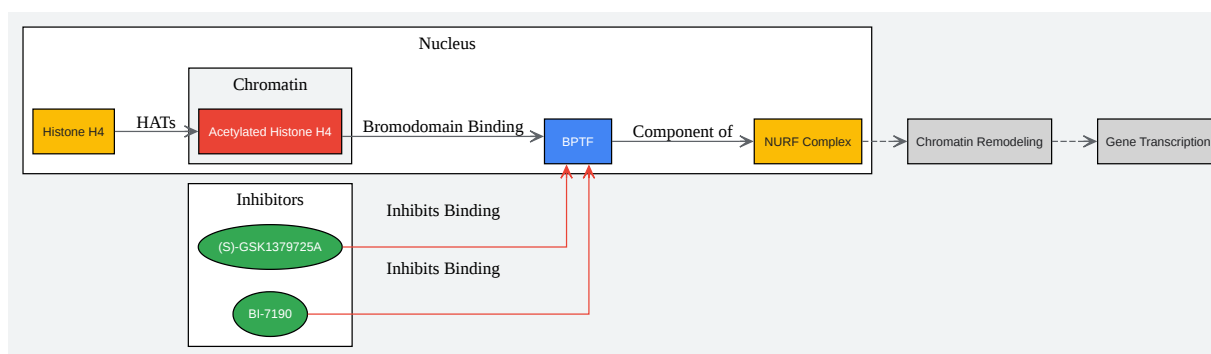 Nucleus
Chromatin
Histone H4
HATs
Acetylated Histone H4
Bromodomain Binding
BPTF
Component of
NURF Complex
Chromatin Remodeling
Gene Transcription
Inhibitors
(S)-GSK1379725A
Inhibits Binding
BI-7190
Inhibits Binding